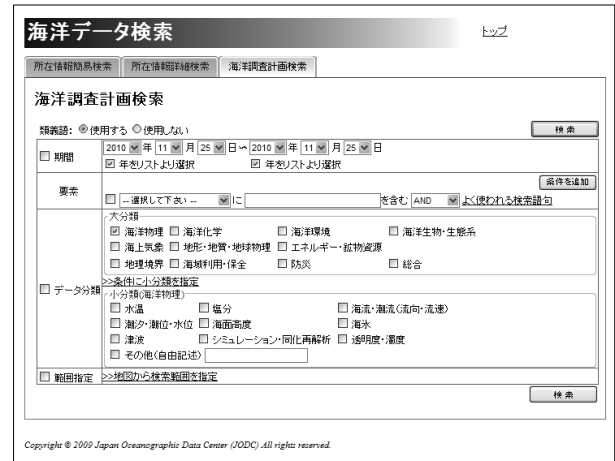 海洋データ検索 トップ
所在情報簡易検索 所在情報詳細検索 海洋調査計画検索
海洋調査計画検索
類義語: 使用する 使用しない 検索
期間 2010 年 11 月 25 日 〜 2010 年 11 月 25 日
年をリストより選択 年をリストより選択
条件を追加
要素 -- 選択して下さい -- に を含む AND よく使われる検索語句
大分類
海洋物理 海洋化学 海洋環境 海洋生物・生態系
海上気象 地形・地質・地球物理 エネルギー・鉱物資源
地理境界 海域利用・保全 防災 総合
>>条件に小分類を指定
データ分類
小分類(海洋物理)
水温 塩分 海流・潮流(流向・流速)
潮汐・潮位・水位 海面高度 海氷
津波 シミュレーション・同化再解析 透明度・濁度
その他(自由記述)
範囲指定 >>地図から検索範囲を指定
検索
Copyright © 2009 Japan Oceanographic Data Center (JODC) All rights reserved.